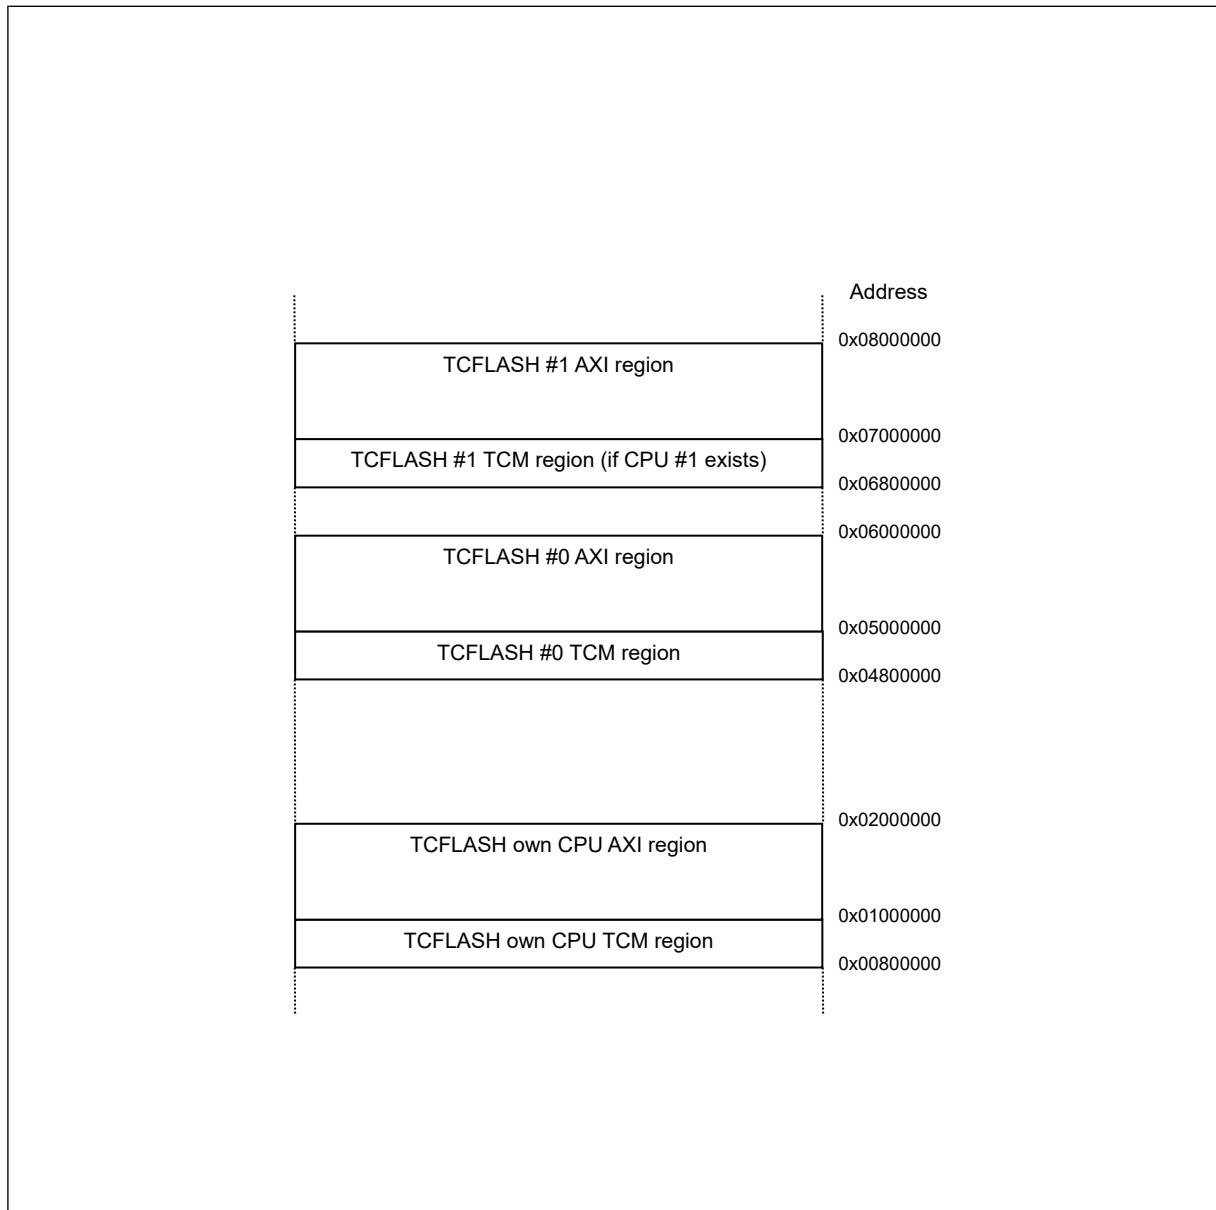 Address
0x08000000
TCFLASH #1 AXI region
0x07000000
TCFLASH #1 TCM region (if CPU #1 exists)
0x06800000
0x06000000
TCFLASH #0 AXI region
0x05000000
TCFLASH #0 TCM region
0x04800000
0x02000000
TCFLASH own CPU AXI region
0x01000000
TCFLASH own CPU TCM region
0x00800000